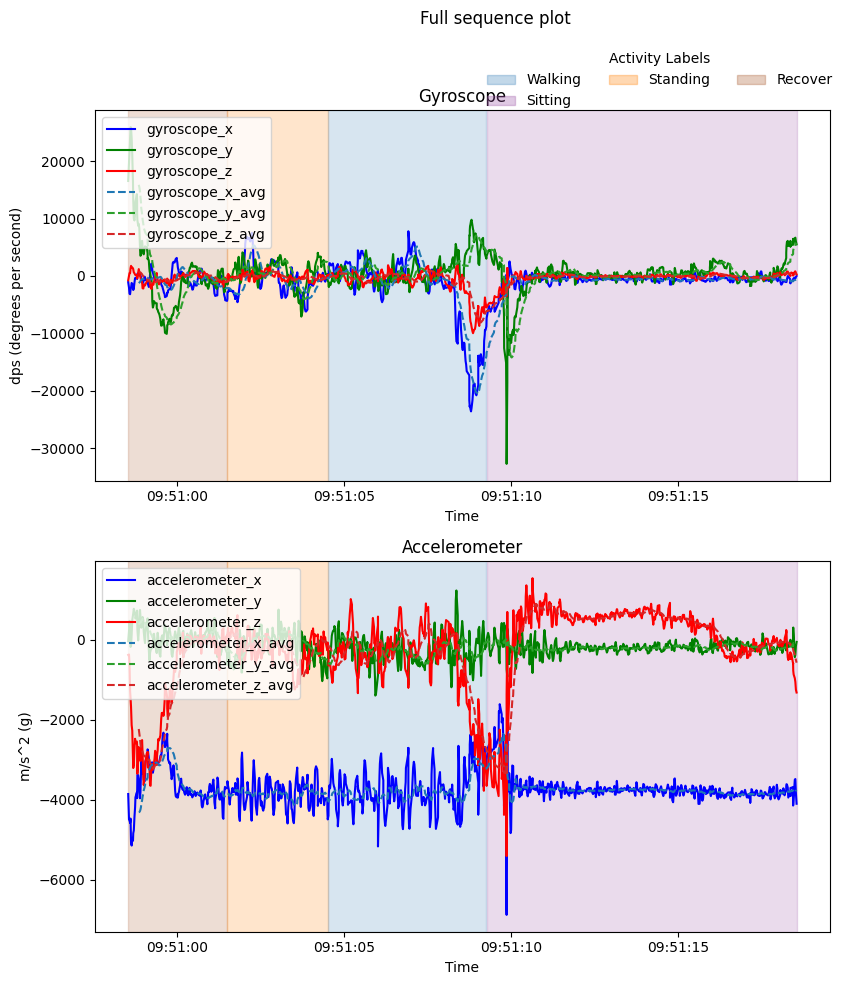 Full sequence plot
Activity Labels
Walking Standing Recover
Sitting
Gyroscope
gyroscope_x
gyroscope_y
gyroscope_z
gyroscope_x_avg
gyroscope_y_avg
gyroscope_z_avg
dps (degrees per second)
20000
10000
0
−10000
−20000
−30000
09:51:00 09:51:05 09:51:10 09:51:15
Time
Accelerometer
accelerometer_x
accelerometer_y
accelerometer_z
accelerometer_x_avg
accelerometer_y_avg
accelerometer_z_avg
m/s^2 (g)
0
−2000
−4000
−6000
09:51:00 09:51:05 09:51:10 09:51:15
Time